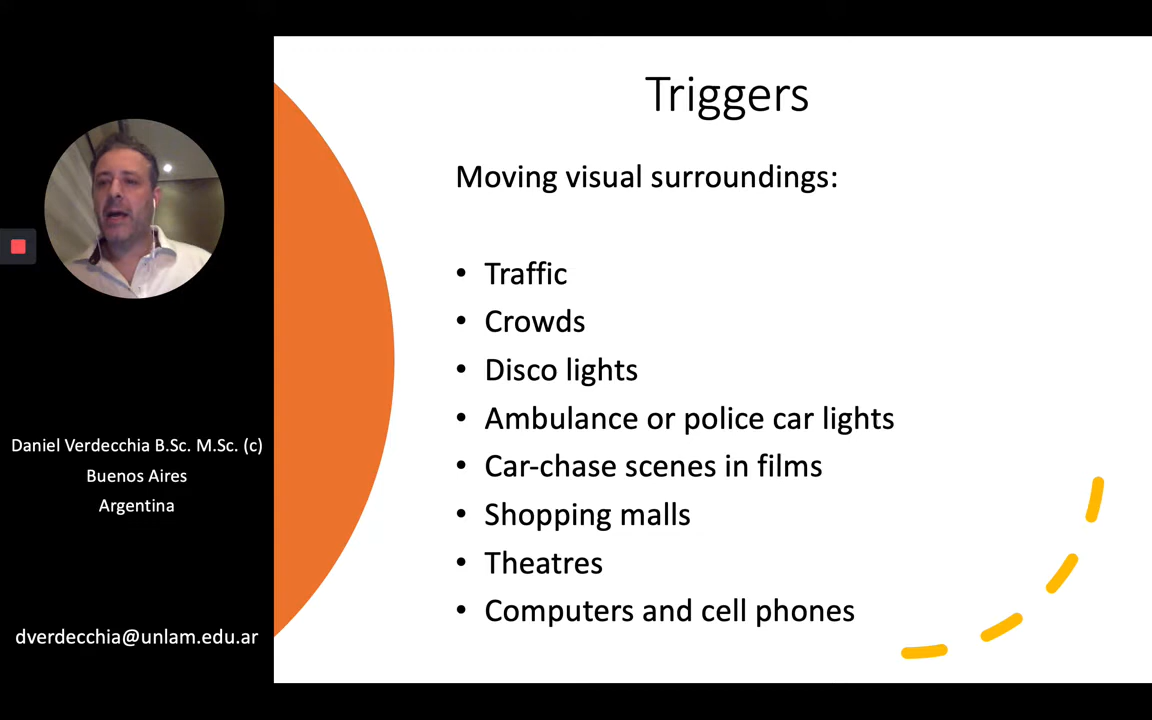 Triggers
Moving visual surroundings:
• Traffic
• Crowds
• Disco lights
• Ambulance or police car lights
• Car-chase scenes in films
• Shopping malls
• Theatres
• Computers and cell phones
Daniel Verdecchia B.Sc. M.Sc. (c)
Buenos Aires
Argentina
dverdecchia@unlam.edu.ar